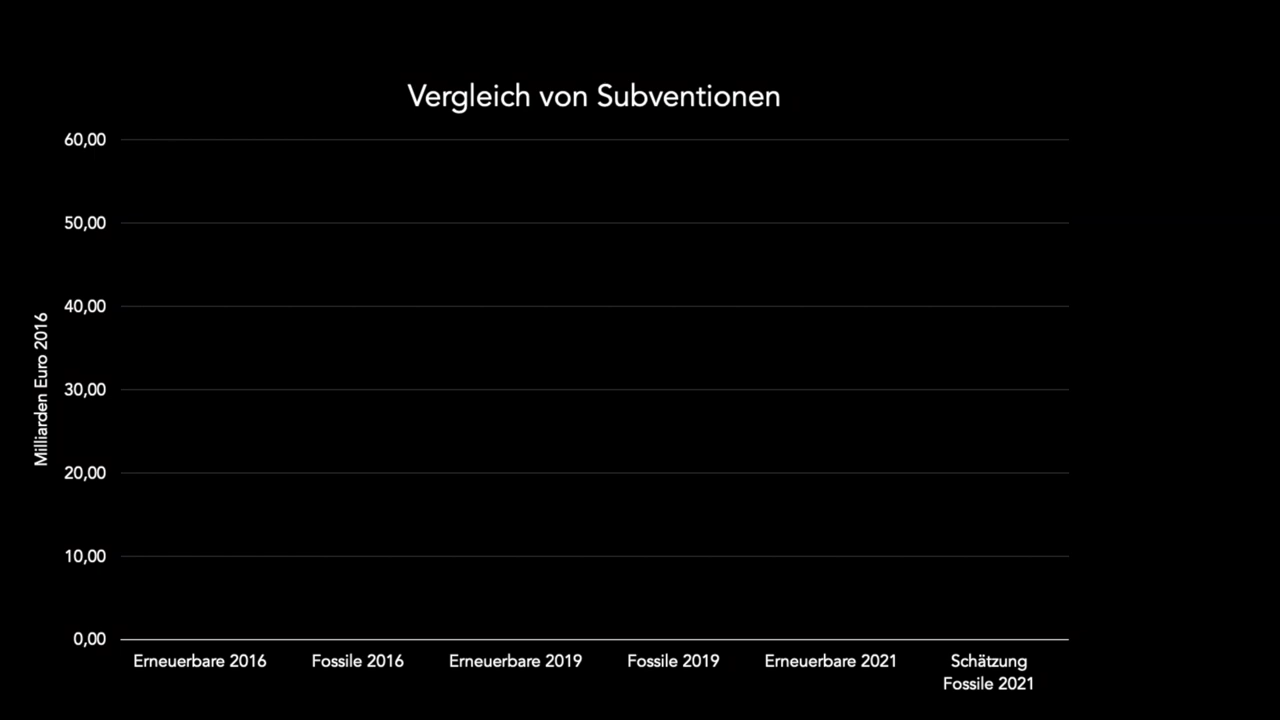 Vergleich von Subventionen
60,00
50,00
40,00
30,00
20,00
10,00
0,00
Milliarden Euro 2016
Erneuerbare 2016
Fossile 2016
Erneuerbare 2019
Fossile 2019
Erneuerbare 2021
Schätzung
Fossile 2021